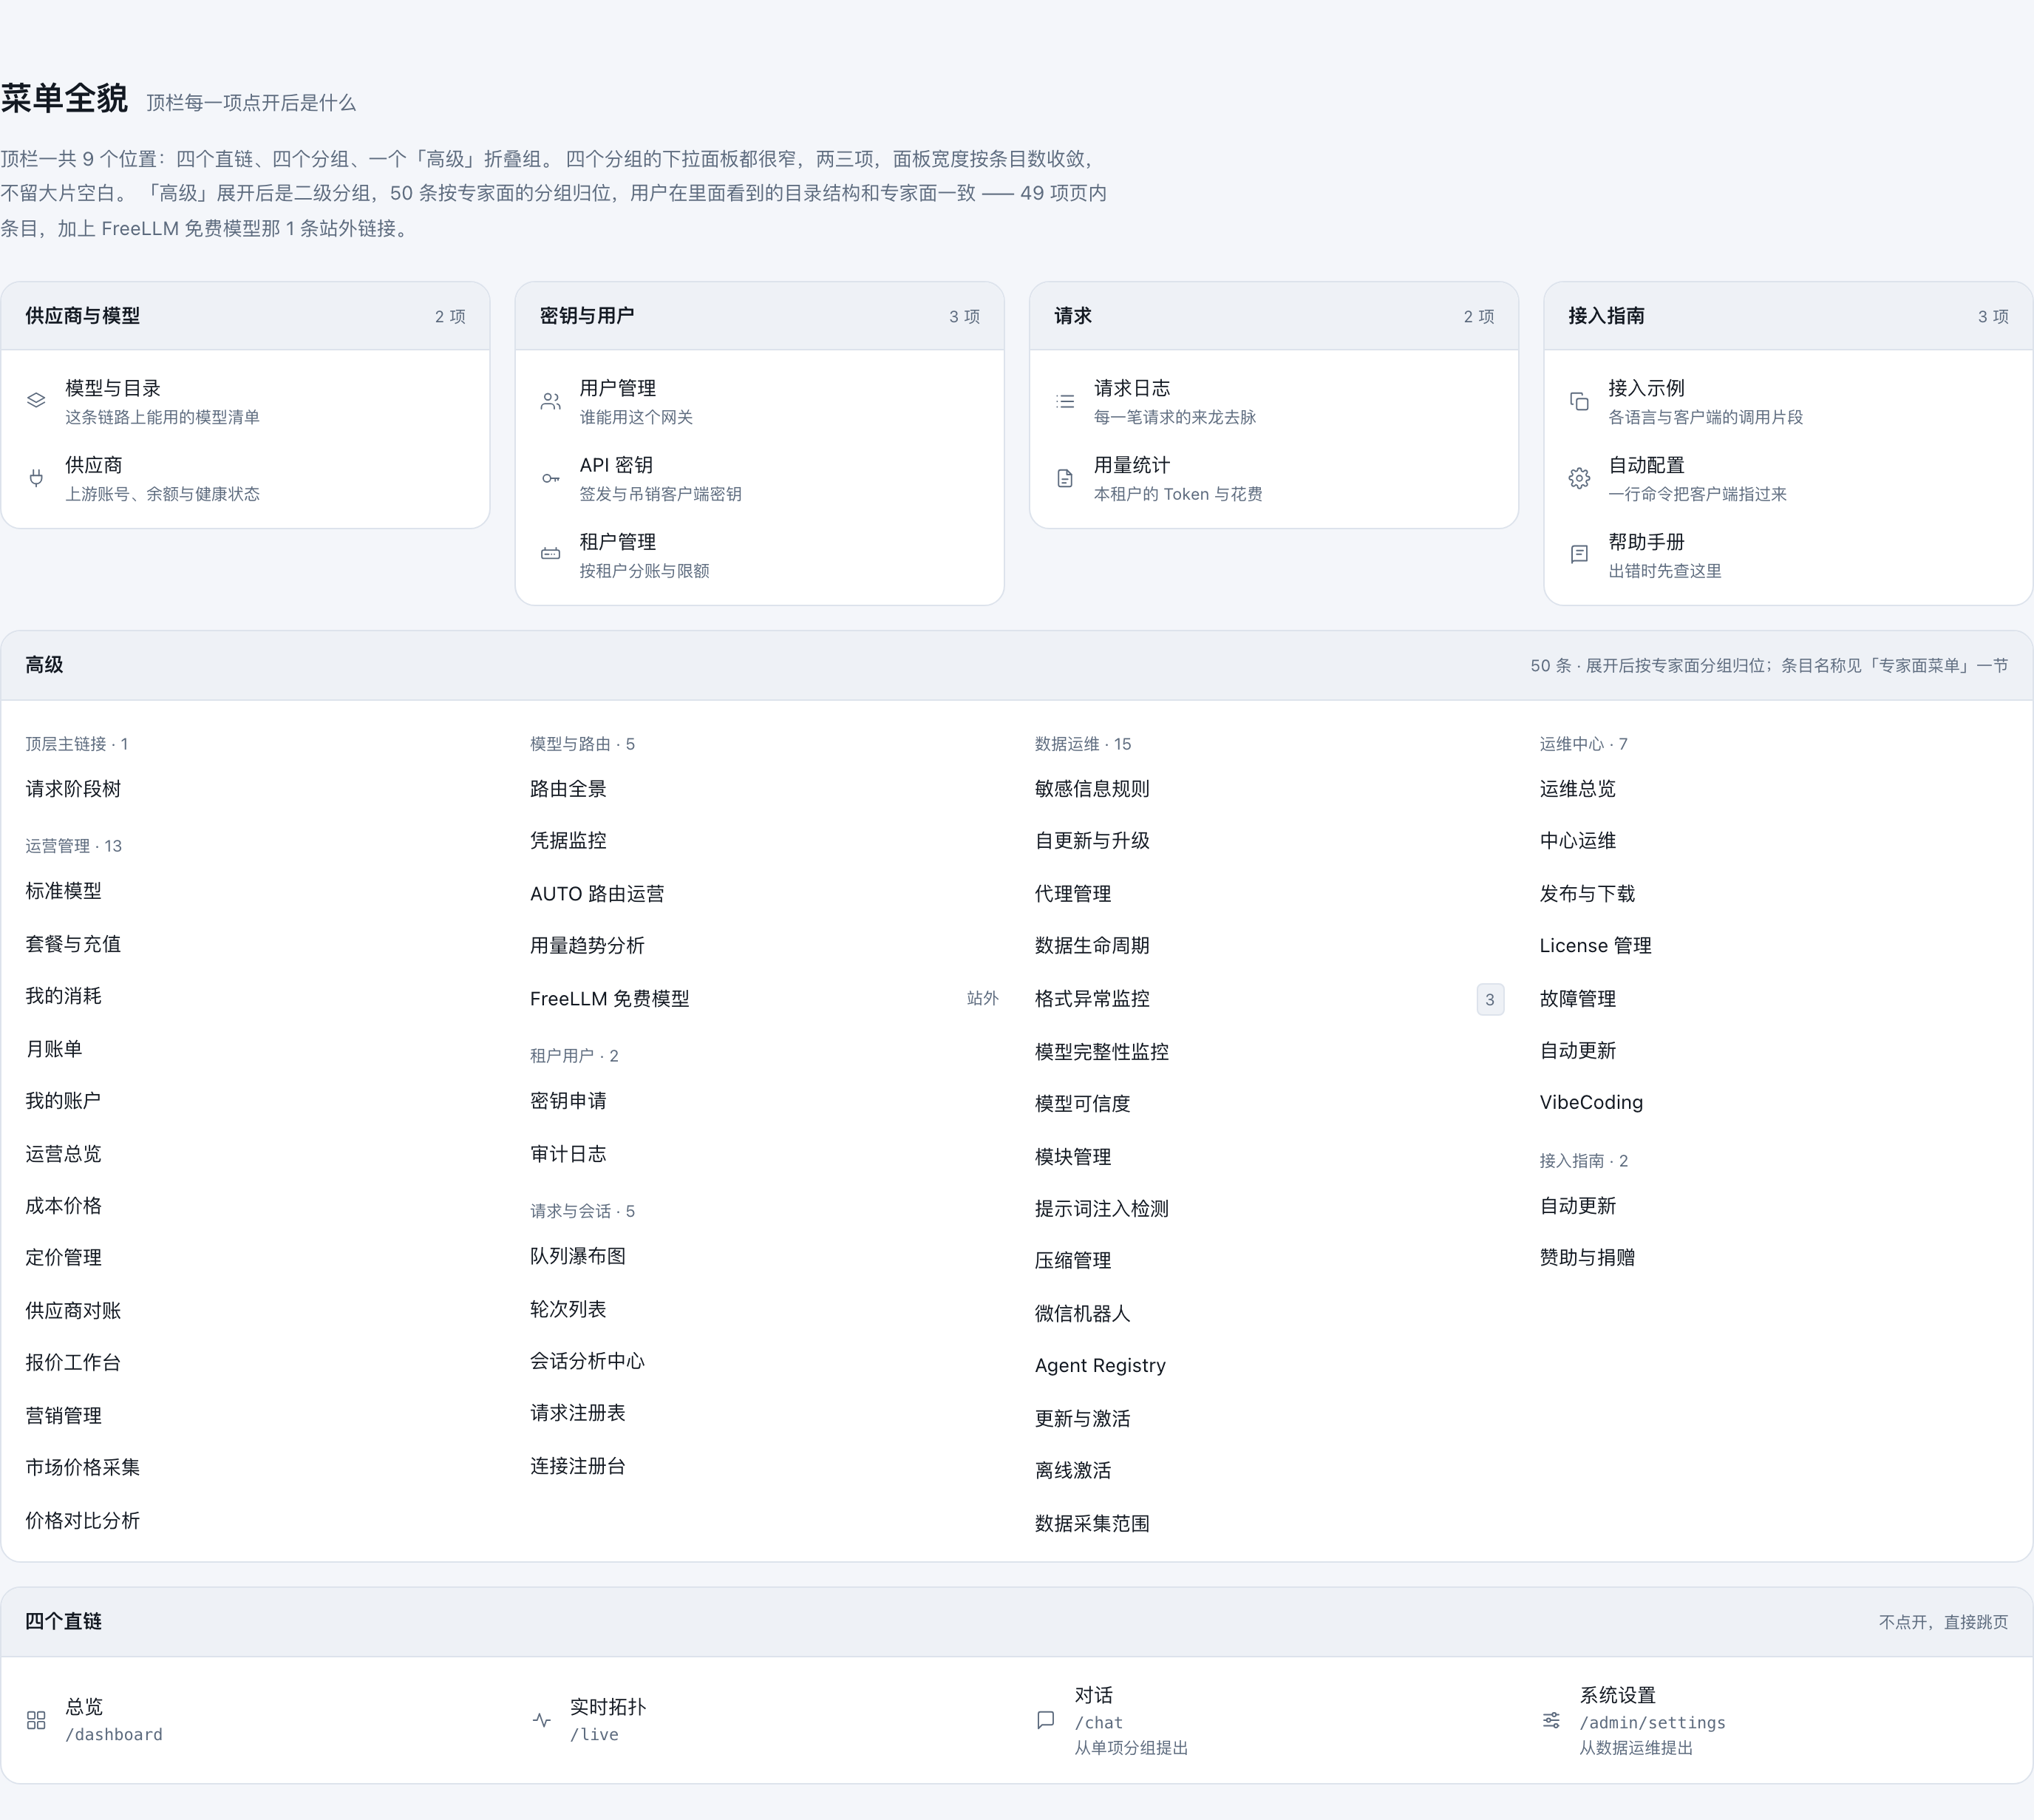 菜单全貌 顶栏每一项点开后是什么
顶栏一共 9 个位置：四个直链、四个分组、一个「高级」折叠组。 四个分组的下拉面板都很窄，两三项，面板宽度按条目数收敛，
不留大片空白。 「高级」展开后是二级分组，50 条按专家面的分组归位，用户在里面看到的目录结构和专家面一致 —— 49 项页内
条目，加上 FreeLLM 免费模型那 1 条站外链接。
供应商与模型 2 项
模型与目录
这条链路上能用的模型清单
供应商
上游账号、余额与健康状态
密钥与用户 3 项
用户管理
谁能用这个网关
API 密钥
签发与吊销客户端密钥
租户管理
按租户分账与限额
请求 2 项
请求日志
每一笔请求的来龙去脉
用量统计
本租户的 Token 与花费
接入指南 3 项
接入示例
各语言与客户端的调用片段
自动配置
一行命令把客户端指过来
帮助手册
出错时先查这里
高级 50 条 · 展开后按专家面分组归位；条目名称见「专家面菜单」一节
顶层主链接 · 1
请求阶段树
运营管理 · 13
标准模型
套餐与充值
我的消耗
月账单
我的账户
运营总览
成本价格
定价管理
供应商对账
报价工作台
营销管理
市场价格采集
价格对比分析
模型与路由 · 5
路由全景
凭据监控
AUTO 路由运营
用量趋势分析
FreeLLM 免费模型 站外
租户用户 · 2
密钥申请
审计日志
请求与会话 · 5
队列瀑布图
轮次列表
会话分析中心
请求注册表
连接注册台
数据运维 · 15
敏感信息规则
自更新与升级
代理管理
数据生命周期
格式异常监控 3
模型完整性监控
模型可信度
模块管理
提示词注入检测
压缩管理
微信机器人
Agent Registry
更新与激活
离线激活
数据采集范围
运维中心 · 7
运维总览
中心运维
发布与下载
License 管理
故障管理
自动更新
VibeCoding
接入指南 · 2
自动更新
赞助与捐赠
四个直链 不点开，直接跳页
总览
/dashboard
实时拓扑
/live
对话
/chat
从单项分组提出
系统设置
/admin/settings
从数据运维提出